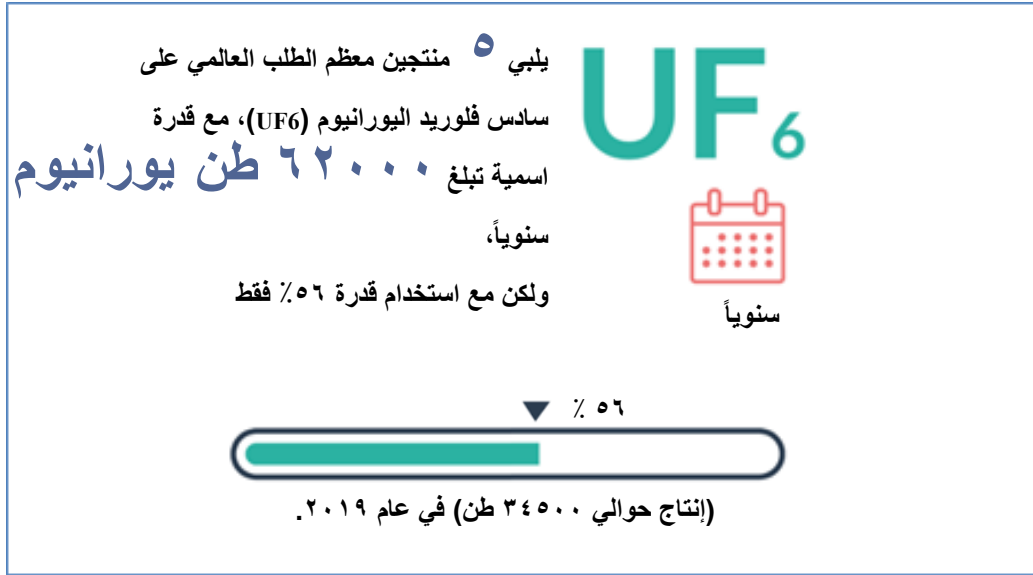 UF6
يلبي ٥ منتجين معظم الطلب العالمي على
سادس فلوريد اليورانيوم (UF6)، مع قدرة
اسمية تبلغ ٦٢٠٠٠ طن يورانيوم
سنوياً،
ولكن مع استخدام قدرة ٥٦٪ فقط
سنوياً
٥٦ ٪
(إنتاج حوالي ٣٤٥٠٠ طن) في عام ٢٠١٩.